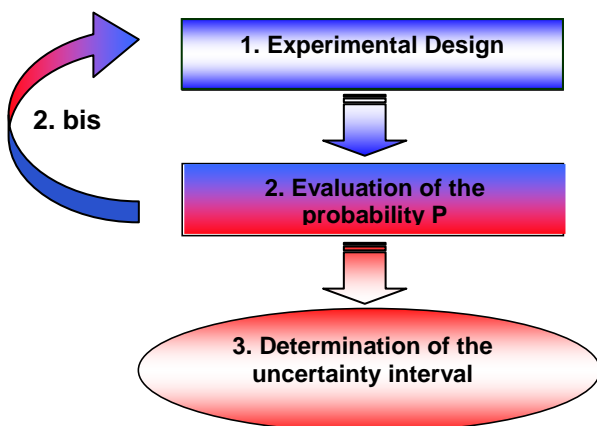 1. Experimental Design
2. bis
2. Evaluation of the
probability P
3. Determination of the
uncertainty interval